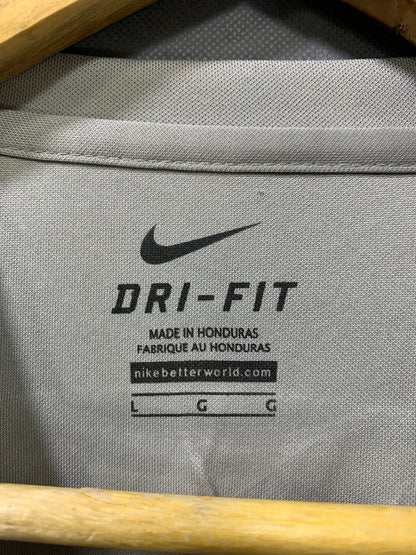 DRI-FIT
MADE IN HONDURAS
FABRIQUE AU HONDURAS
nikebetterworld.com
L G G